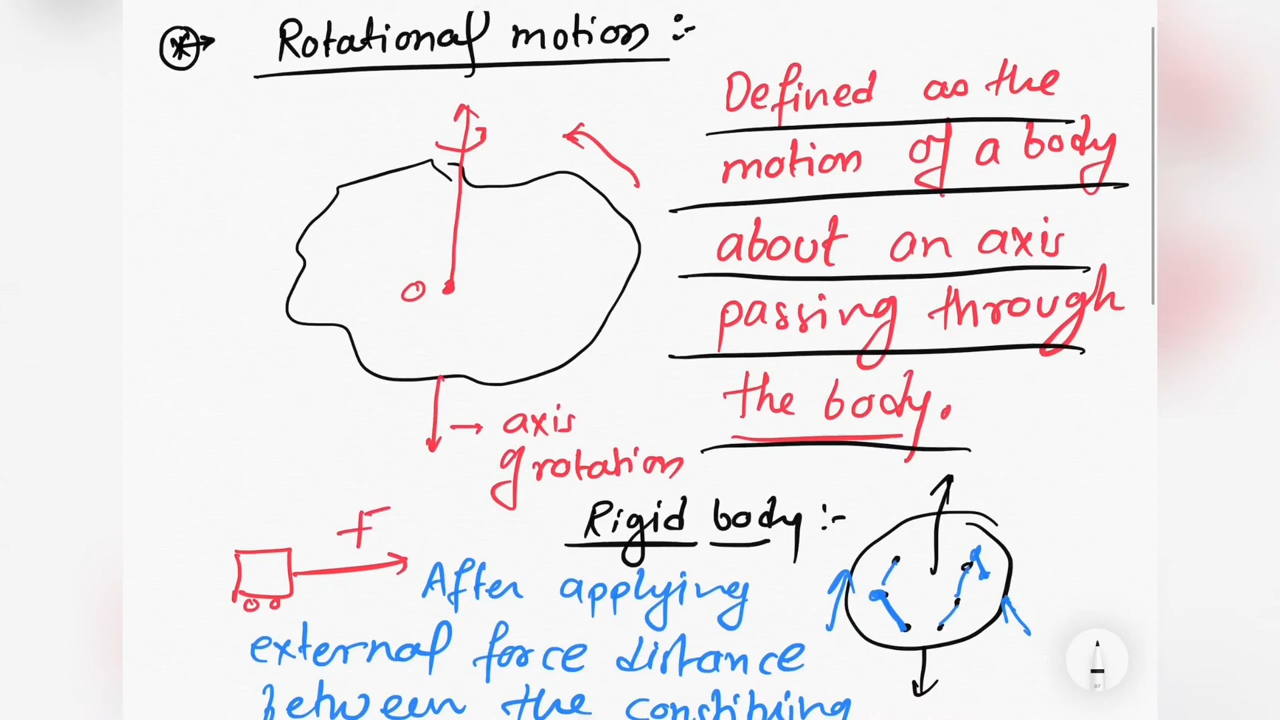 Rotational motion :-
Defined as the
motion of a body
about an axis
passing through
the body.
O
→ axis
of rotation
F
Rigid body :-
After applying
external force distance
between the